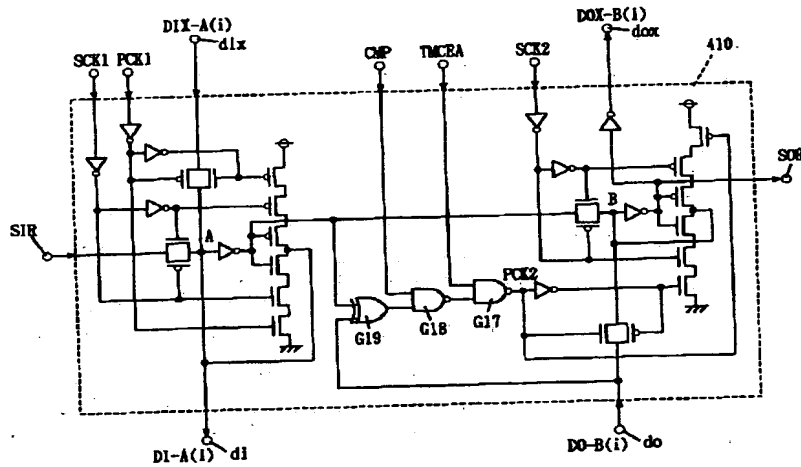 DIX-A(i)
dix
DOX-B(i)
dox
SCK1
PCK1
CMP
TMCEA
SCK2
410
SOR
SIR
A
B
PCK2
G19
G18
G17
DI-A(i)
di
DO-B(i)
do